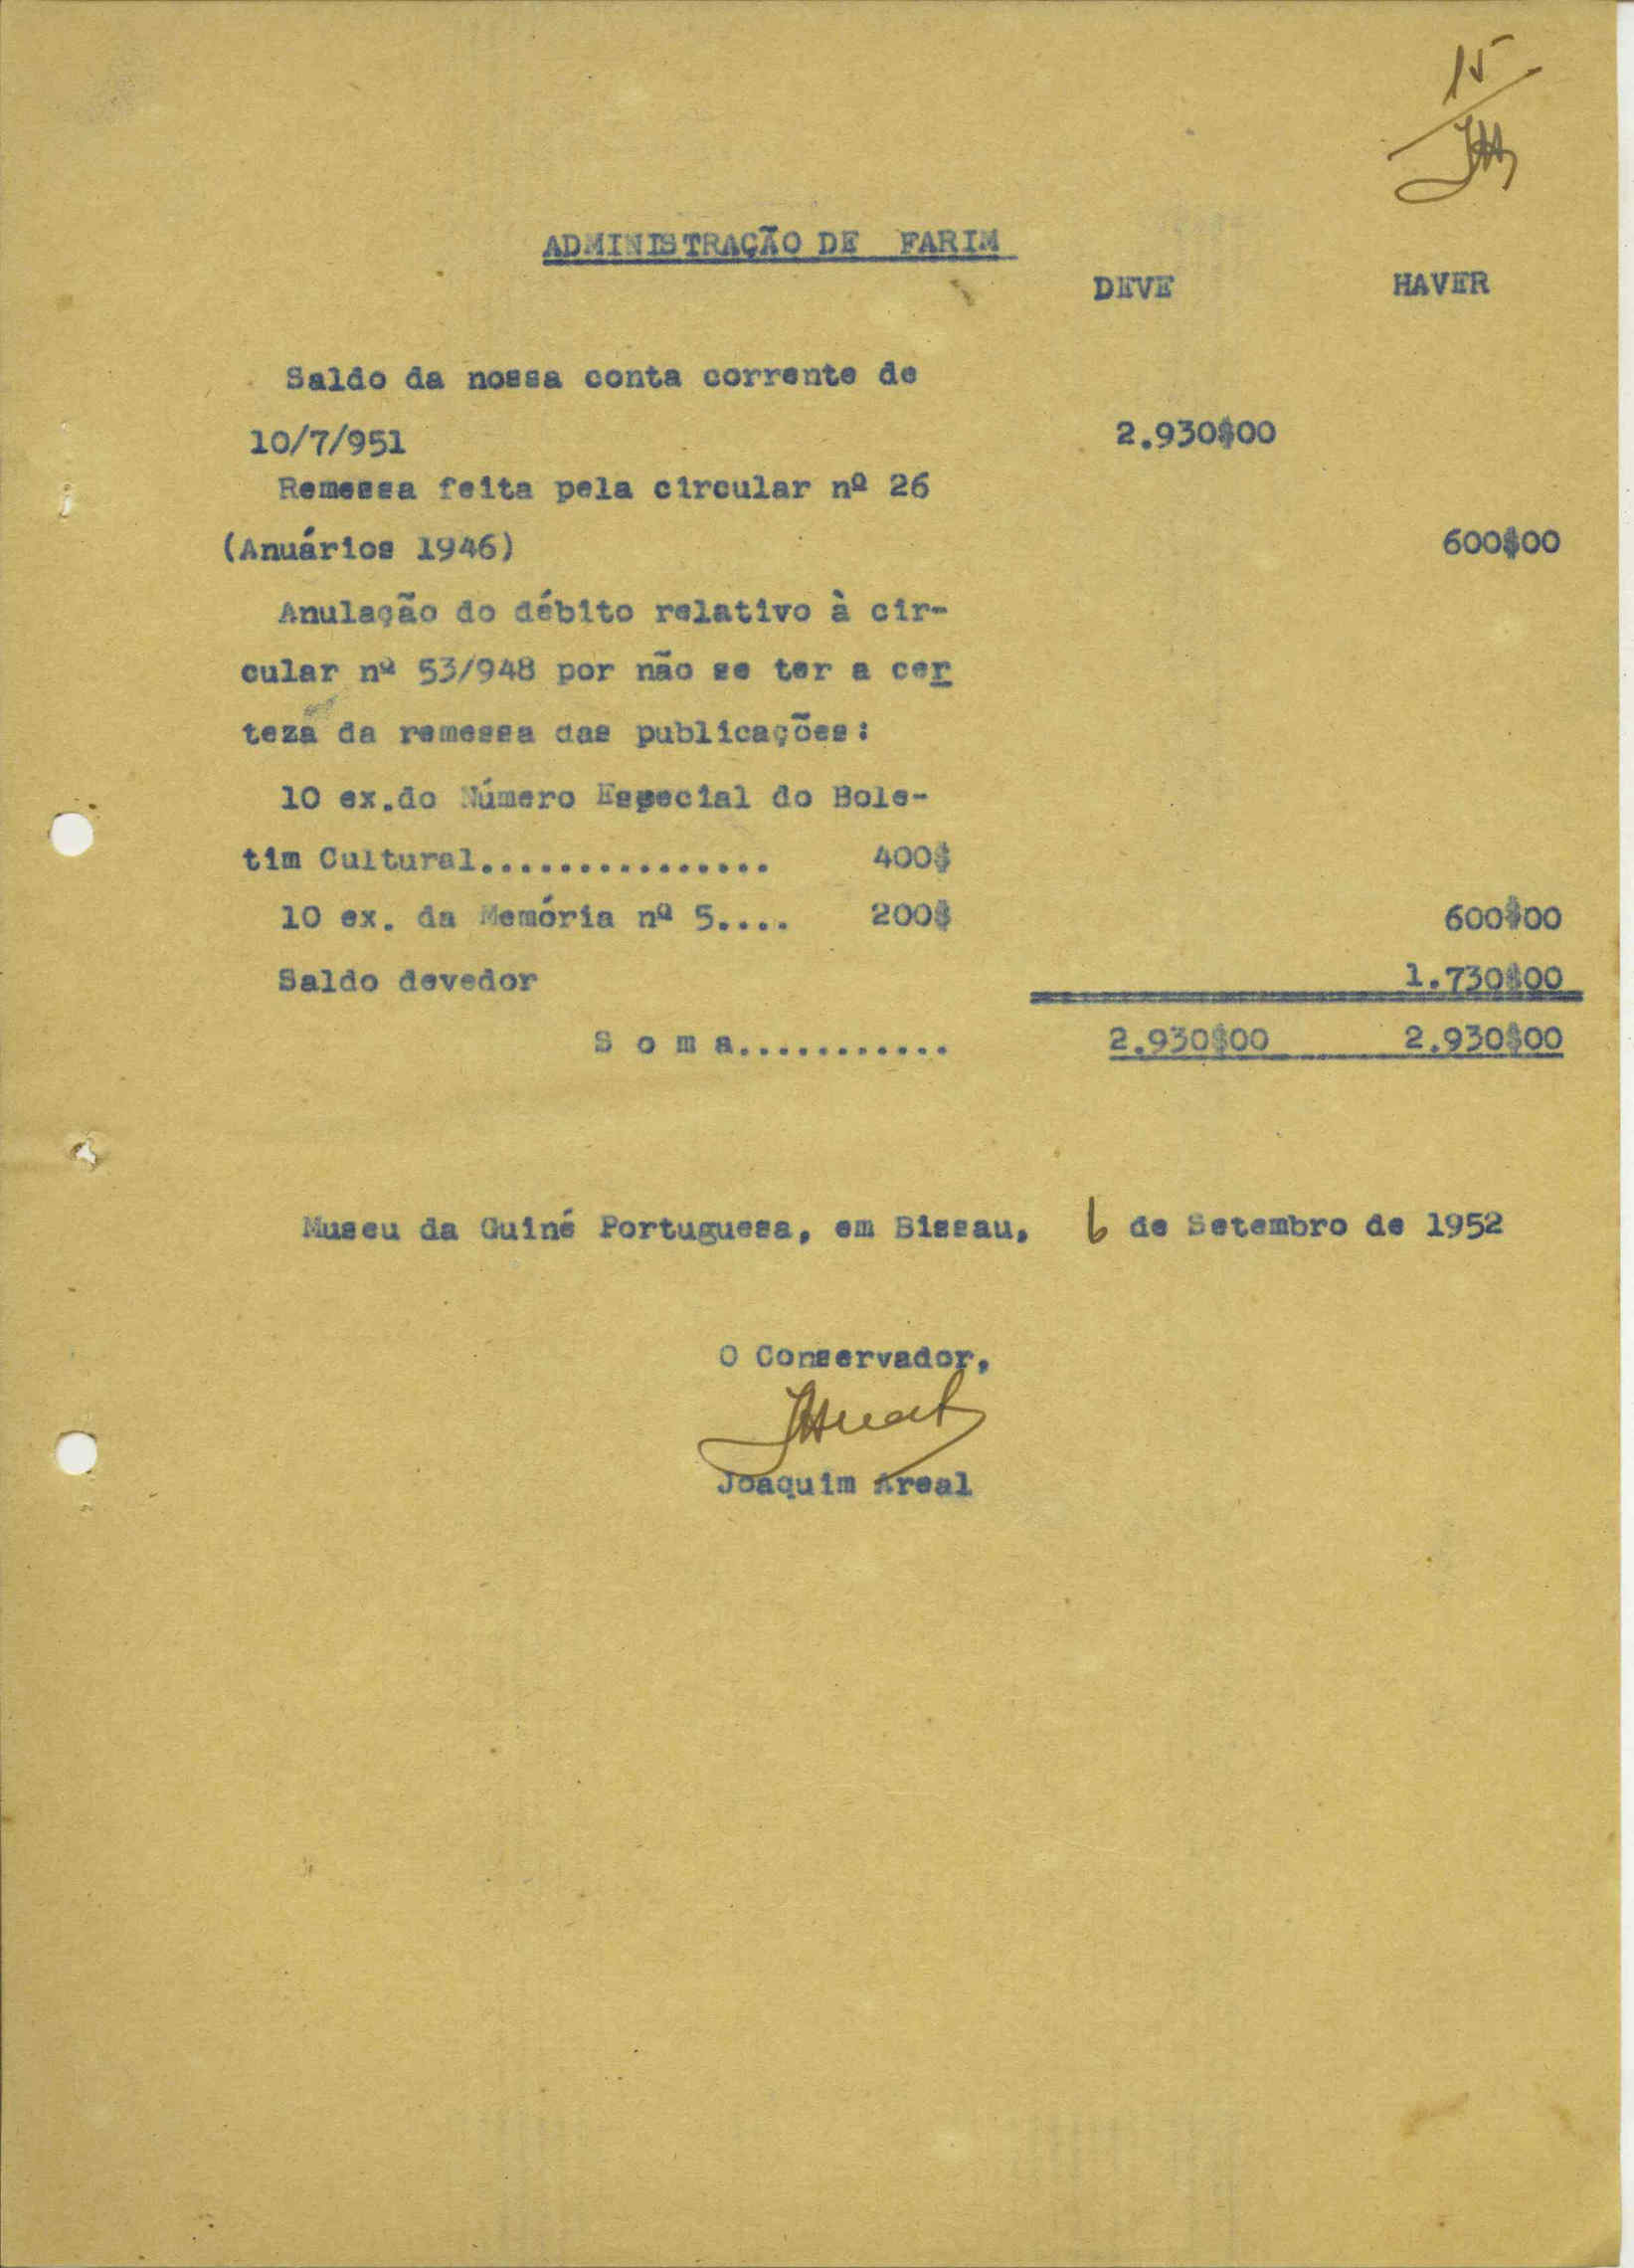 15
ADMINISTRAÇÃO DE FARIM
DEVE HAVER
Saldo da nossa conta corrente de
10/7/951 2.930$00
Remessa feita pela circular nº 26
(Anuários 1946) 600$00
Anulação do débito relativo à cir-
cular nº 53/948 por não se ter a cer
teza da remessa das publicações:
10 ex.do Número Especial do Bole-
tim Cultural............... 400$
10 ex. da Memória nº 5.... 200$ 600$00
Saldo devedor 1.730$00
S o m a........... 2.930$00 2.930$00
Museu da Guiné Portuguesa, em Bissau, 6 de Setembro de 1952
O Conservador,
Joaquim Areal